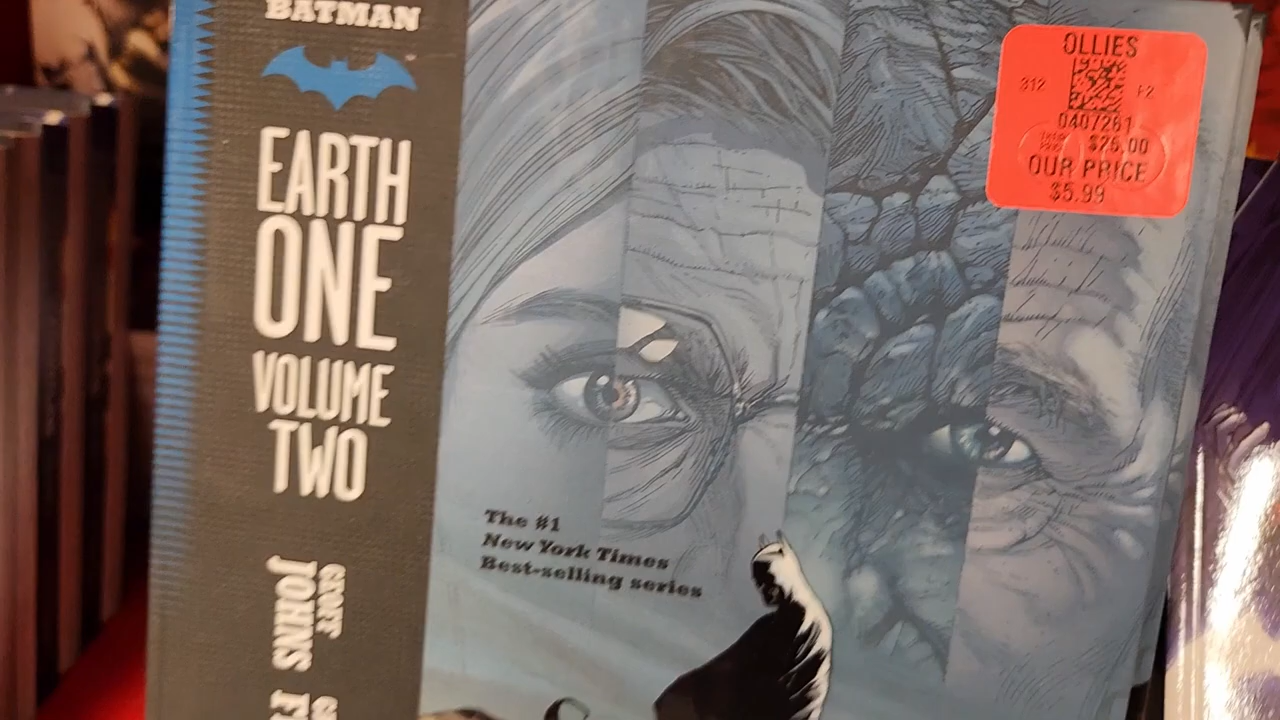 BATMAN
EARTH
ONE
VOLUME
TWO
GEOFF
JOHNS
The #1
New York Times
Best-selling series
OLLIES
312
F2
0407261
$25.00
OUR PRICE
$5.99